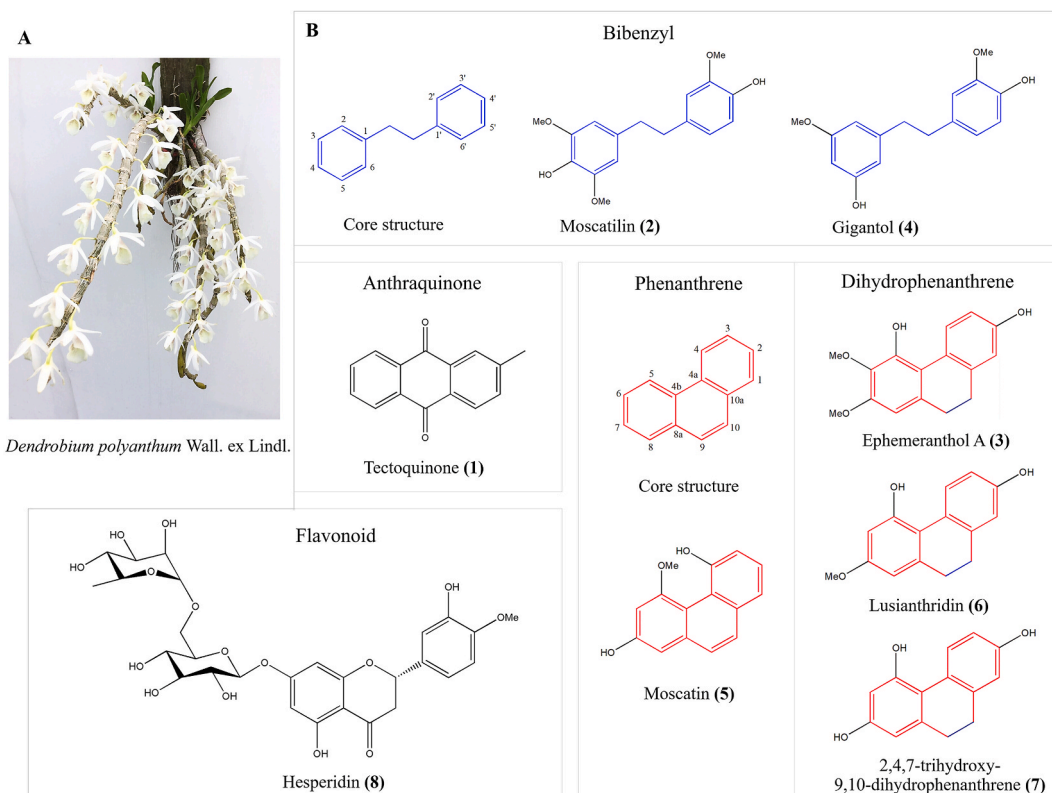 A
Dendrobium polyanthum Wall. ex Lindl.
B
Bibenzyl
2
3
4
5
6
1
1'
2'
3'
4'
5'
6'
Core structure
OMe
OH
MeO
HO
OMe
Moscatilin (2)
OMe
OH
MeO
OH
Gigantol (4)
Anthraquinone
O
O
Tectoquinone (1)
Phenanthrene
3
4
2
4a
1
5
4b
10a
6
7
8a
10
8
9
Core structure
HO
OMe
HO
Moscatin (5)
Dihydrophenanthrene
OH
OH
MeO
MeO
Ephemeranthol A (3)
OH
OH
MeO
Lusianthridin (6)
OH
OH
HO
2,4,7-trihydroxy-
9,10-dihydrophenanthrene (7)
Flavonoid
OH
HO
OH
HO
O
O
OH
O
OMe
HO
O
O
O
HO
OH
OH
OH
O
Hesperidin (8)